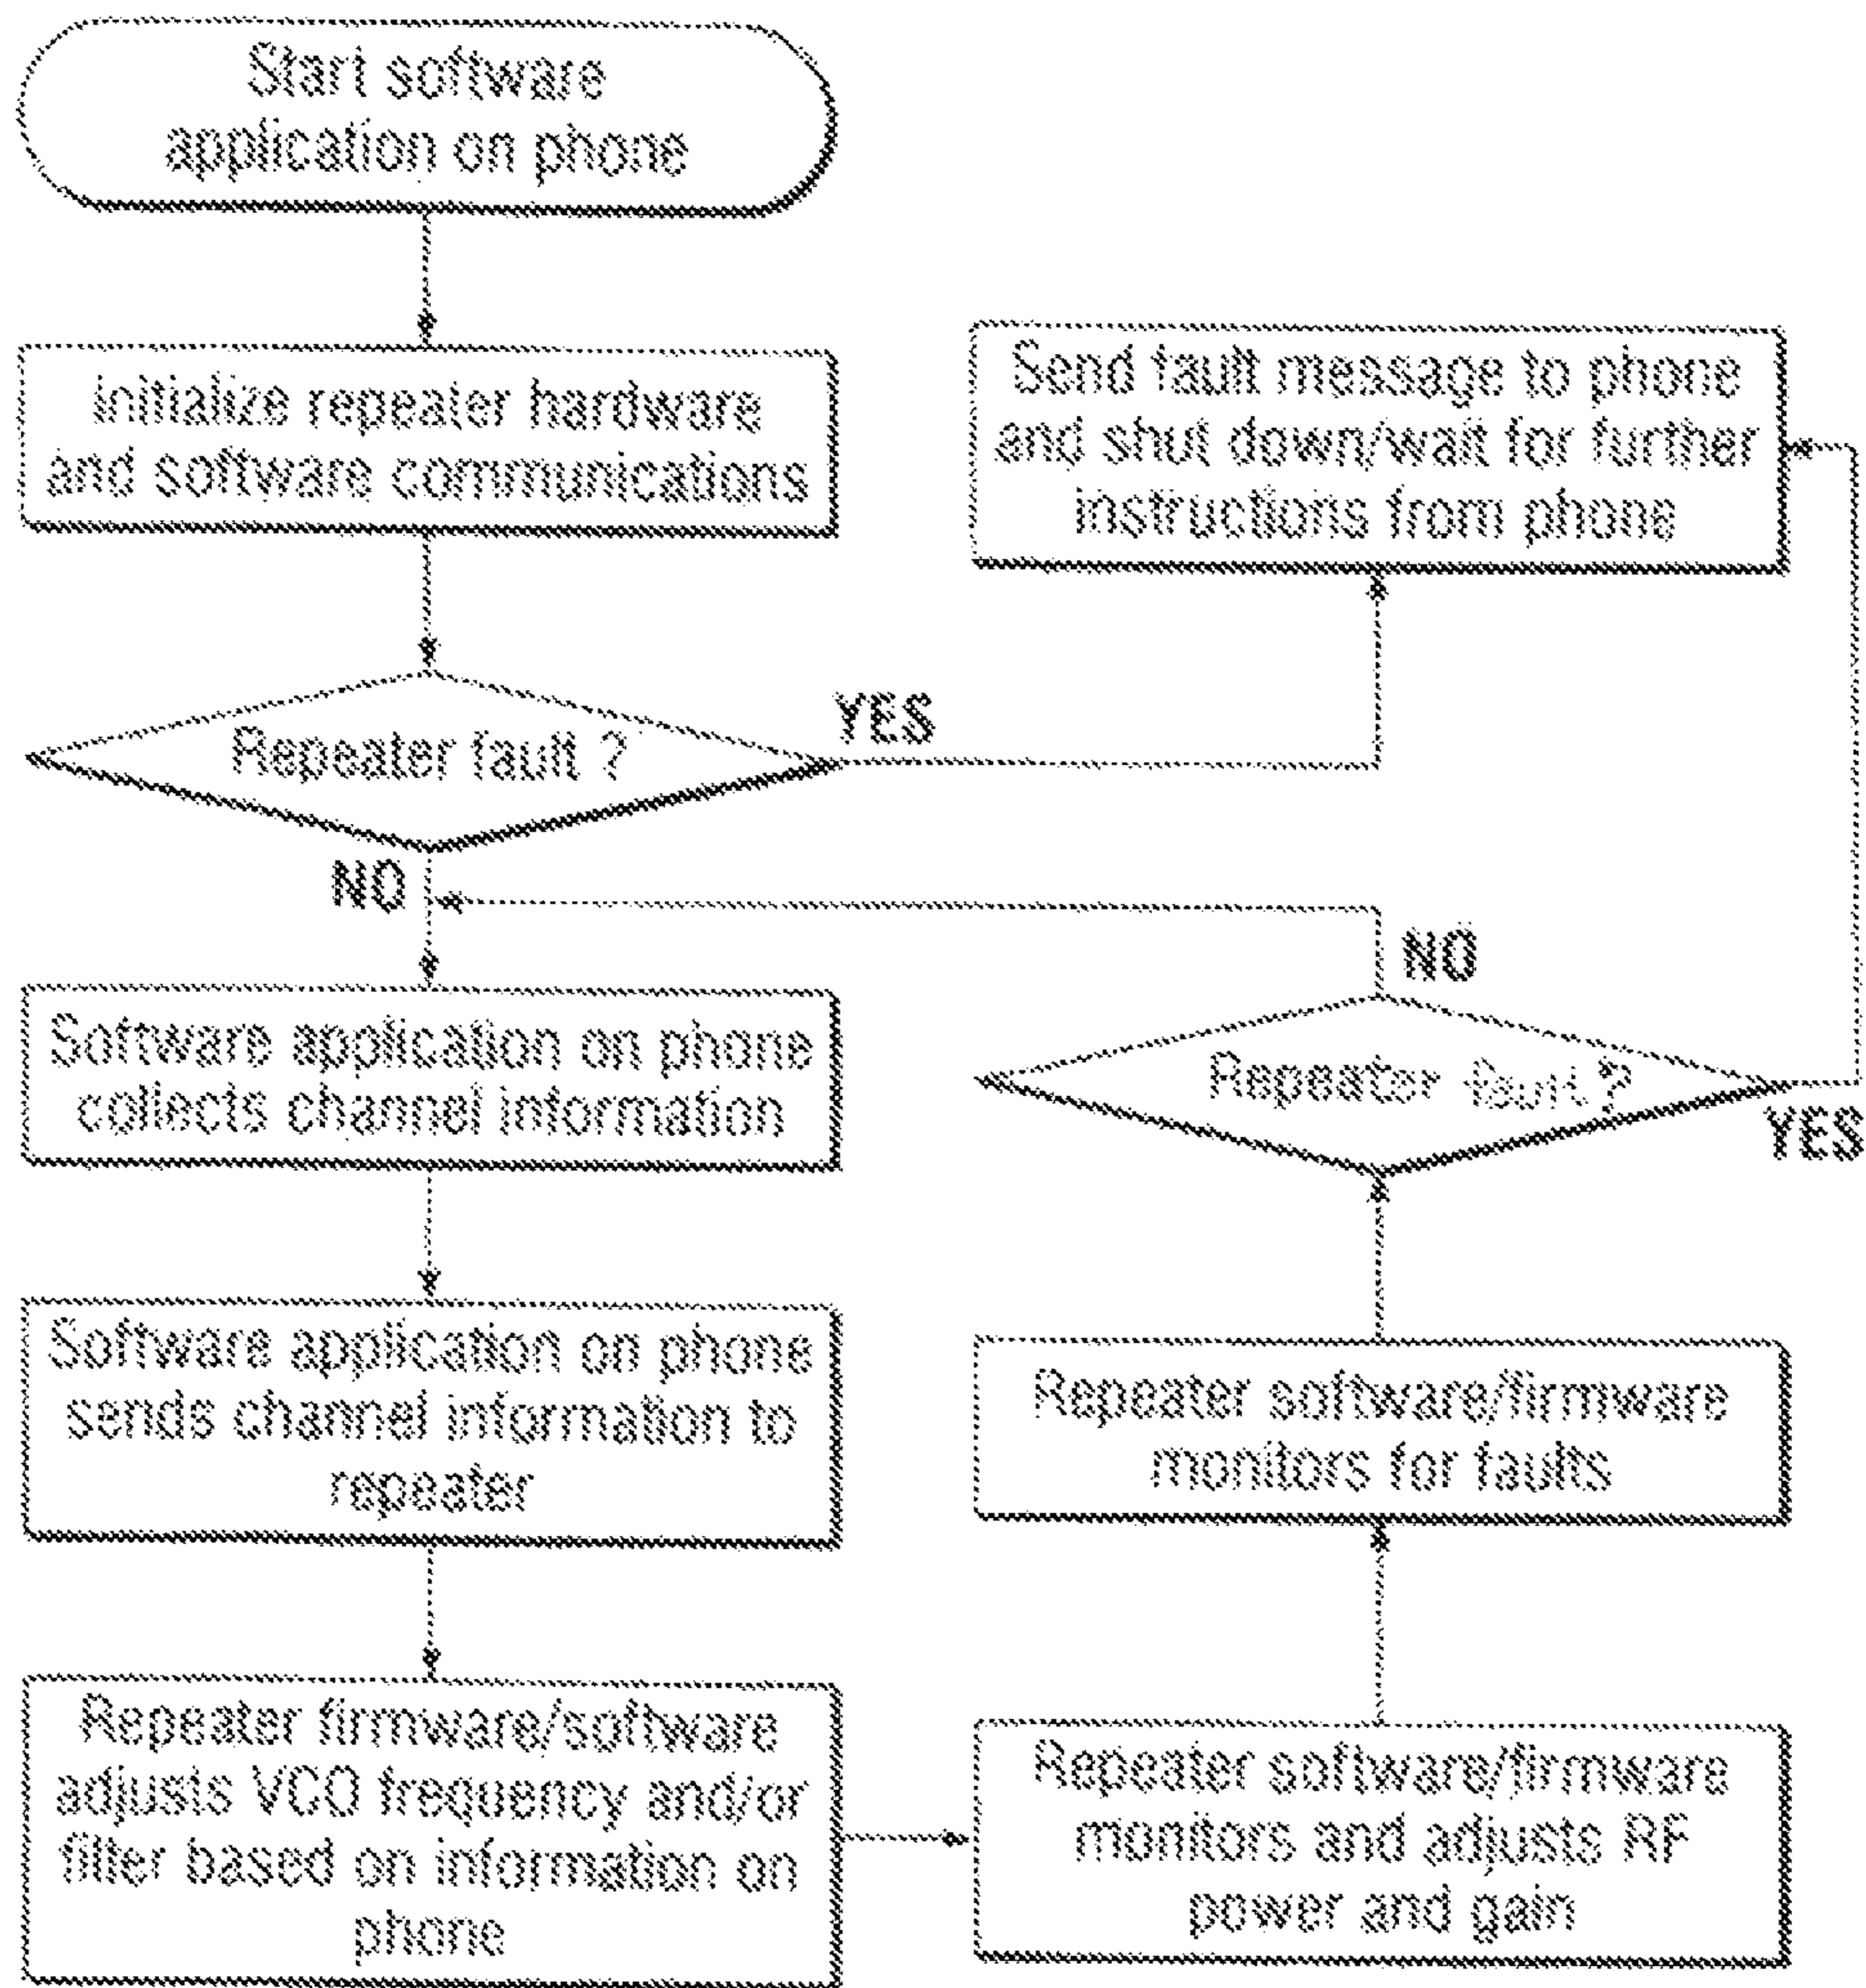 Start software
application on phone
Initialize repeater hardware
and software communications
Send fault message to phone
and shut down/wait for further
instructions from phone
Repeater fault ?
YES
NO
NO
Software application on phone
collects channel information
Repeater fault ?
YES
Software application on phone
sends channel information to
repeater
Repeater software/firmware
monitors for faults
Repeater firmware/software
adjusts VCO frequency and/or
filter based on information on
phone
Repeater software/firmware
monitors and adjusts RF
power and gain